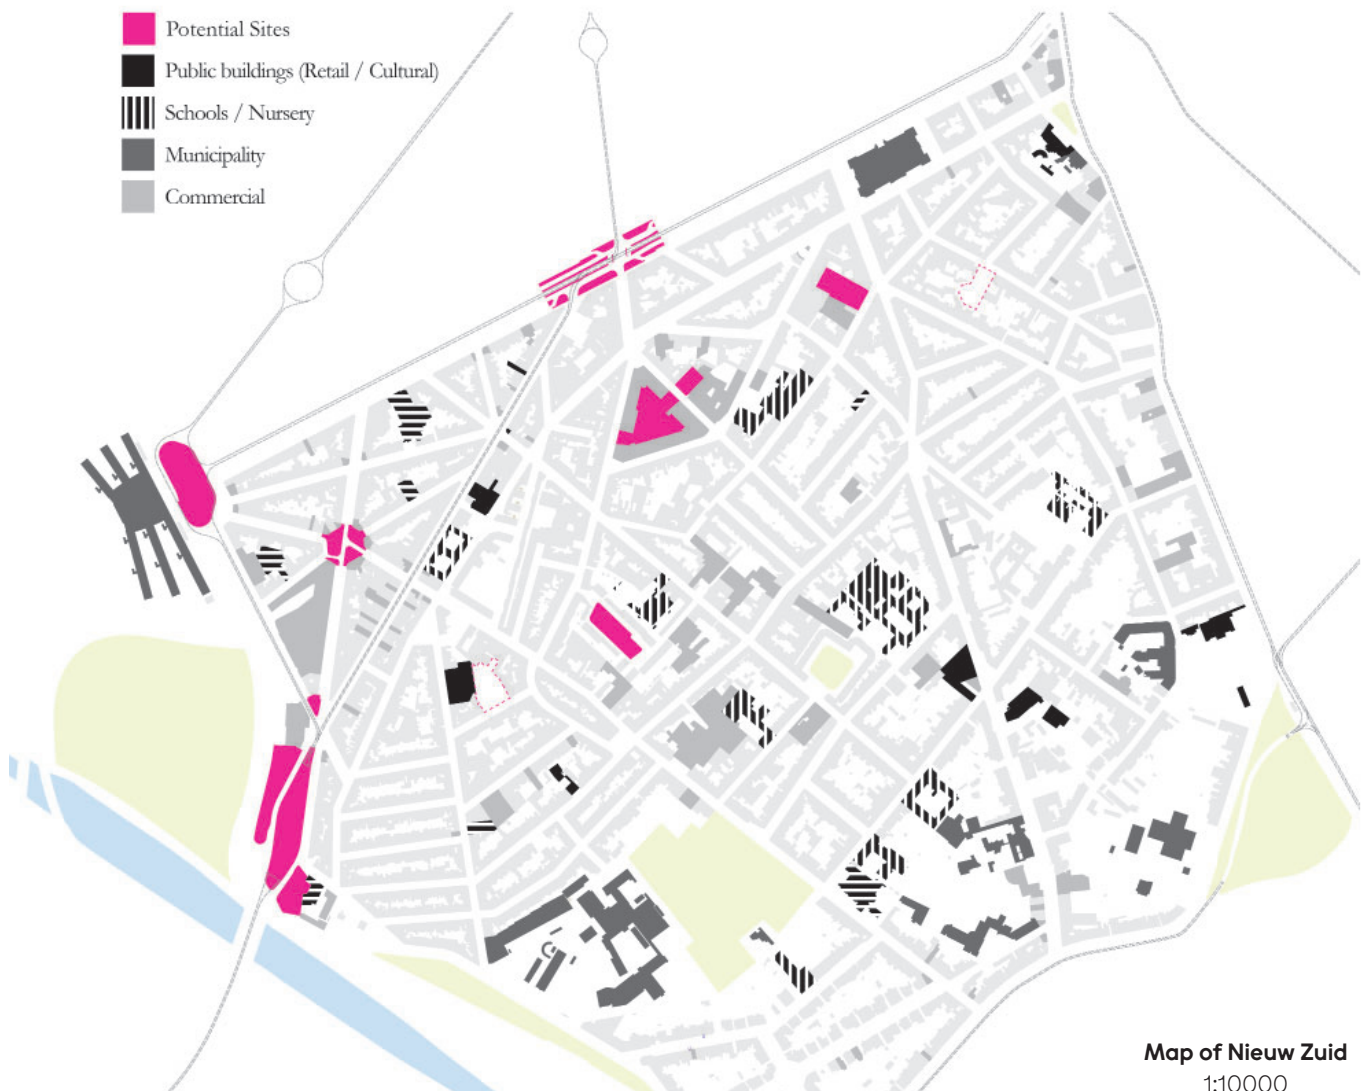 Potential Sites
Public buildings (Retail / Cultural)
Schools / Nursery
Municipality
Commercial
Map of Nieuw Zuid
1:10000